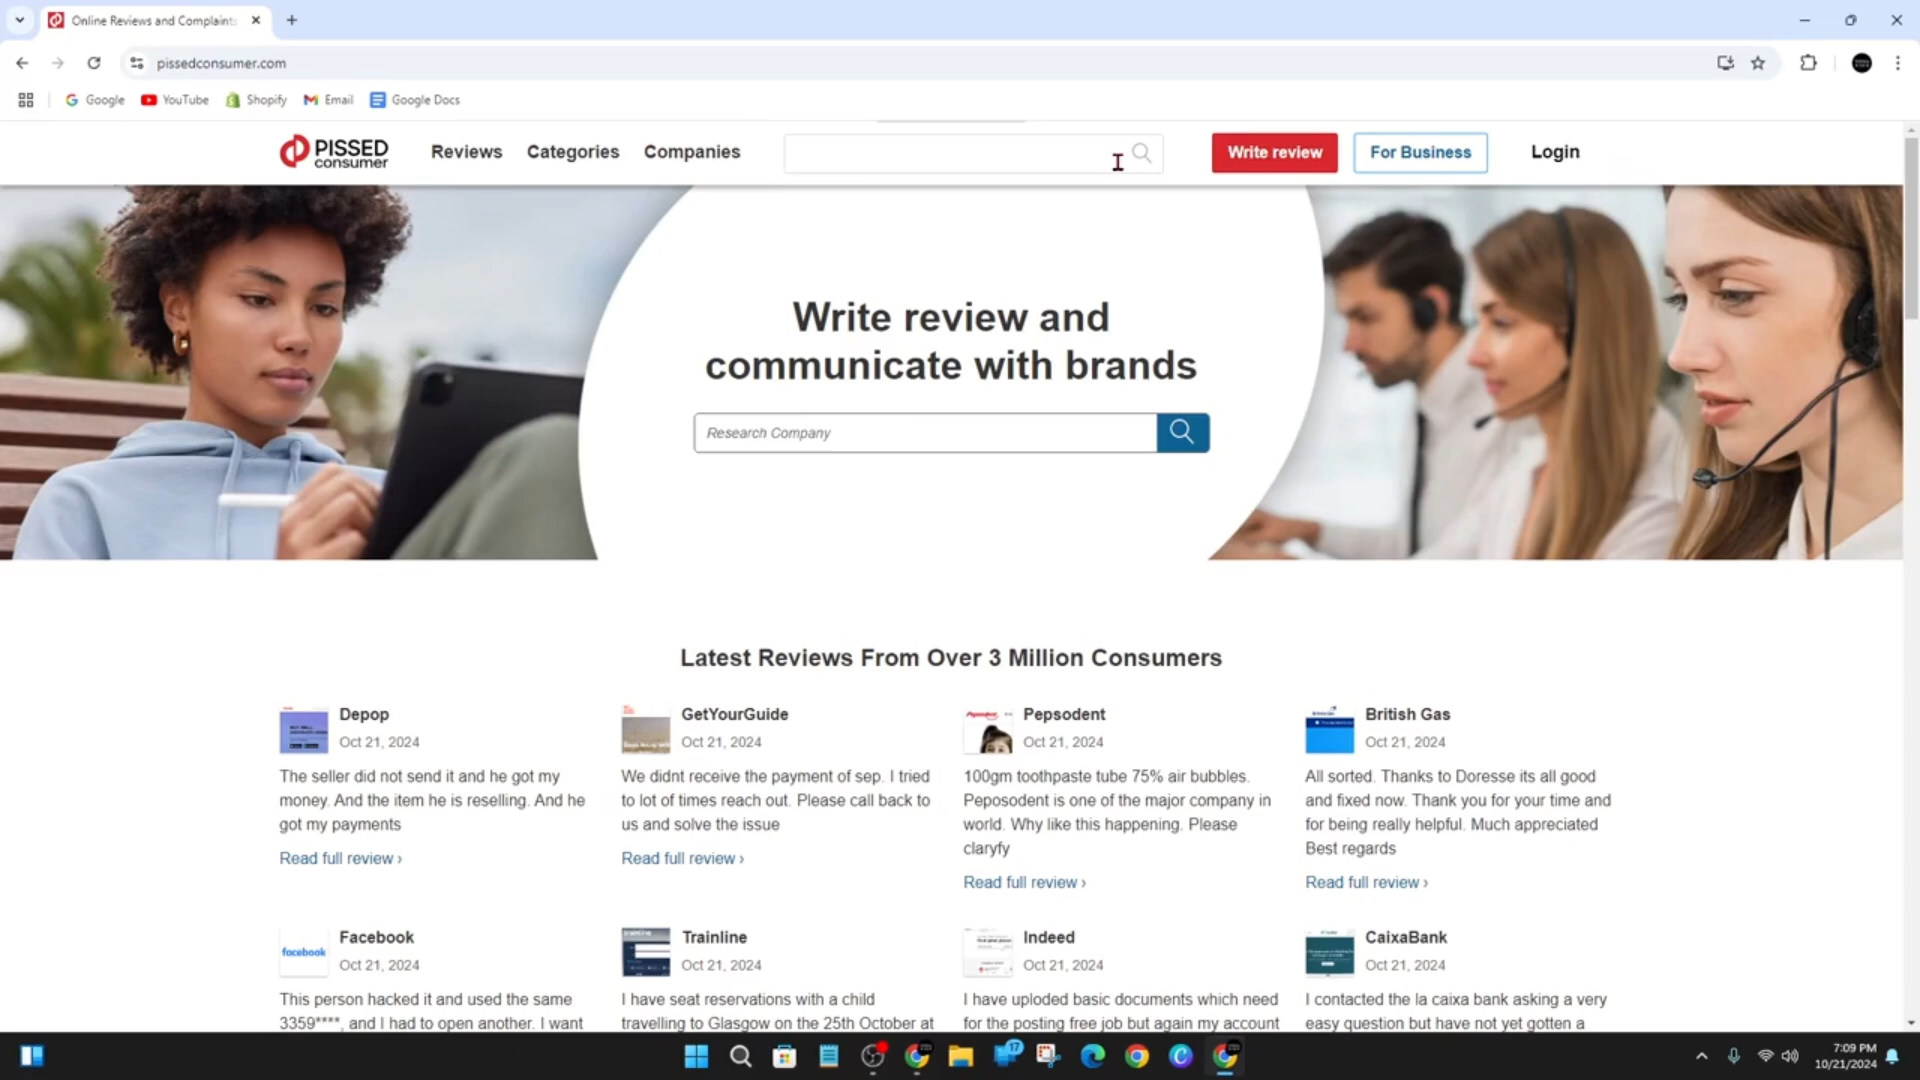 Online Reviews and Complaints
pissedconsumer.com
Google YouTube Shopify Email Google Docs
PISSED consumer
Reviews Categories Companies Write review For Business Login
Write review and
communicate with brands
Research Company
Latest Reviews From Over 3 Million Consumers
Depop
Oct 21, 2024
The seller did not send it and he got my
money. And the item he is reselling. And he
got my payments
Read full review ›
GetYourGuide
Oct 21, 2024
We didnt receive the payment of sep. I tried
to lot of times reach out. Please call back to
us and solve the issue
Read full review ›
Pepsodent
Oct 21, 2024
100gm toothpaste tube 75% air bubbles.
Peposodent is one of the major company in
world. Why like this happening. Please
claryfy
Read full review ›
British Gas
Oct 21, 2024
All sorted. Thanks to Doresse its all good
and fixed now. Thank you for your time and
for being really helpful. Much appreciated
Best regards
Read full review ›
facebook
Facebook
Oct 21, 2024
This person hacked it and used the same
3359****, and I had to open another. I want
trainline
Trainline
Oct 21, 2024
I have seat reservations with a child
travelling to Glasgow on the 25th October at
Indeed
Oct 21, 2024
I have uploded basic documents which need
for the posting free job but again my account
CaixaBank
Oct 21, 2024
I contacted the la caixa bank asking a very
easy question but have not yet gotten a
17
7:09 PM
10/21/2024